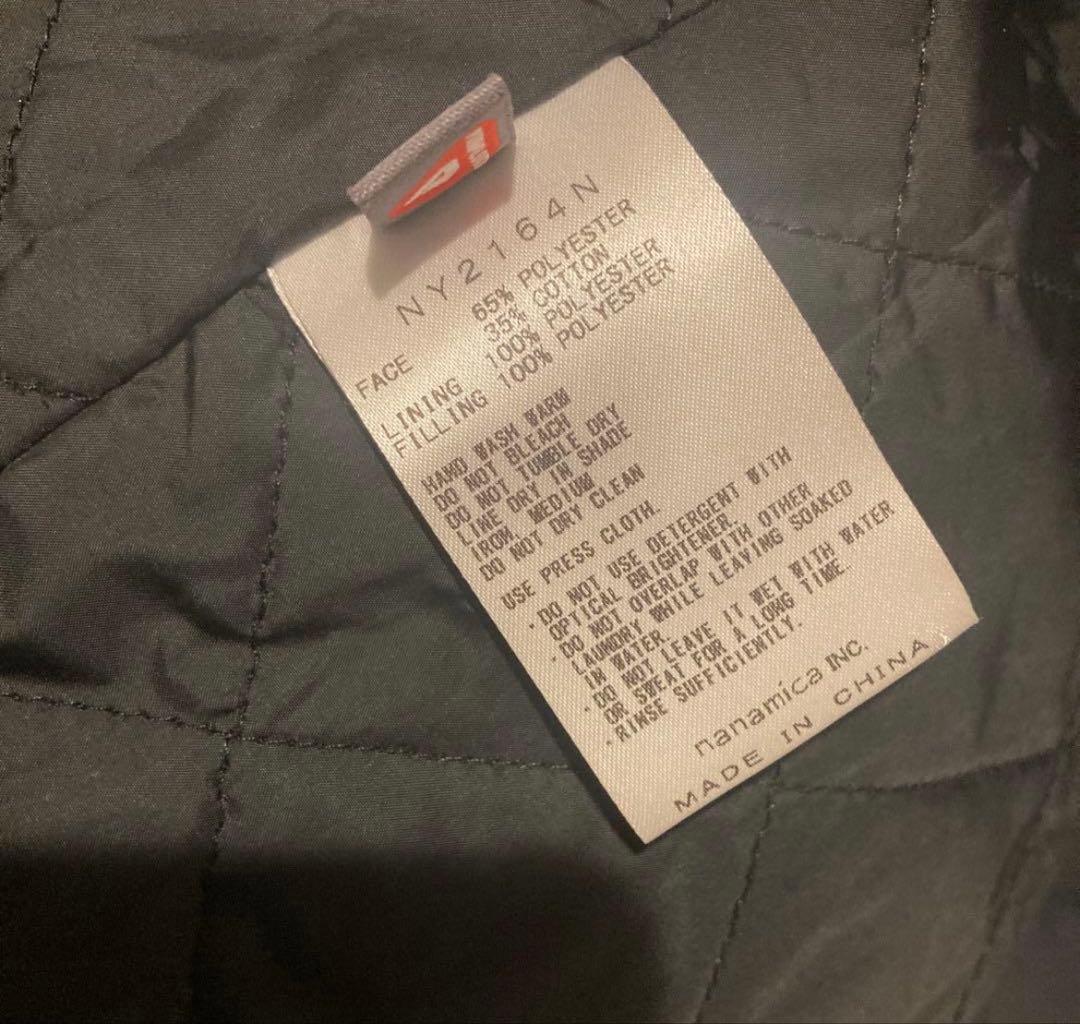 NY2164N
FACE 65% POLYESTER
35% COTTON
LINING 100% POLYESTER
FILLING 100% POLYESTER
HAND WASH WARM
DO NOT BLEACH
DO NOT TUMBLE DRY
LINE DRY IN SHADE
IRON, MEDIUM
DO NOT DRY CLEAN
USE PRESS CLOTH.
·DO NOT USE DETERGENT WITH
OPTICAL BRIGHTENER.
·DO NOT OVERLAP WITH OTHER
LAUNDRY WHILE LEAVING SOAKED
IN WATER.
·DO NOT LEAVE IT WET WITH WATER
OR SWEAT FOR A LONG TIME.
·RINSE SUFFICIENTLY.
nanamica INC.
MADE IN CHINA